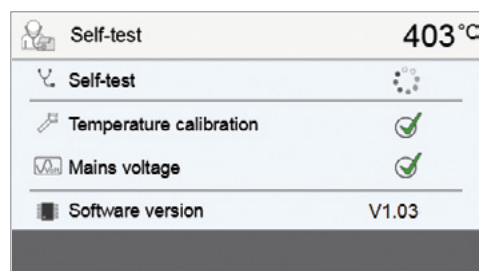 Self-test 403°C
Self-test
Temperature calibration
Mains voltage
Software version V1.03